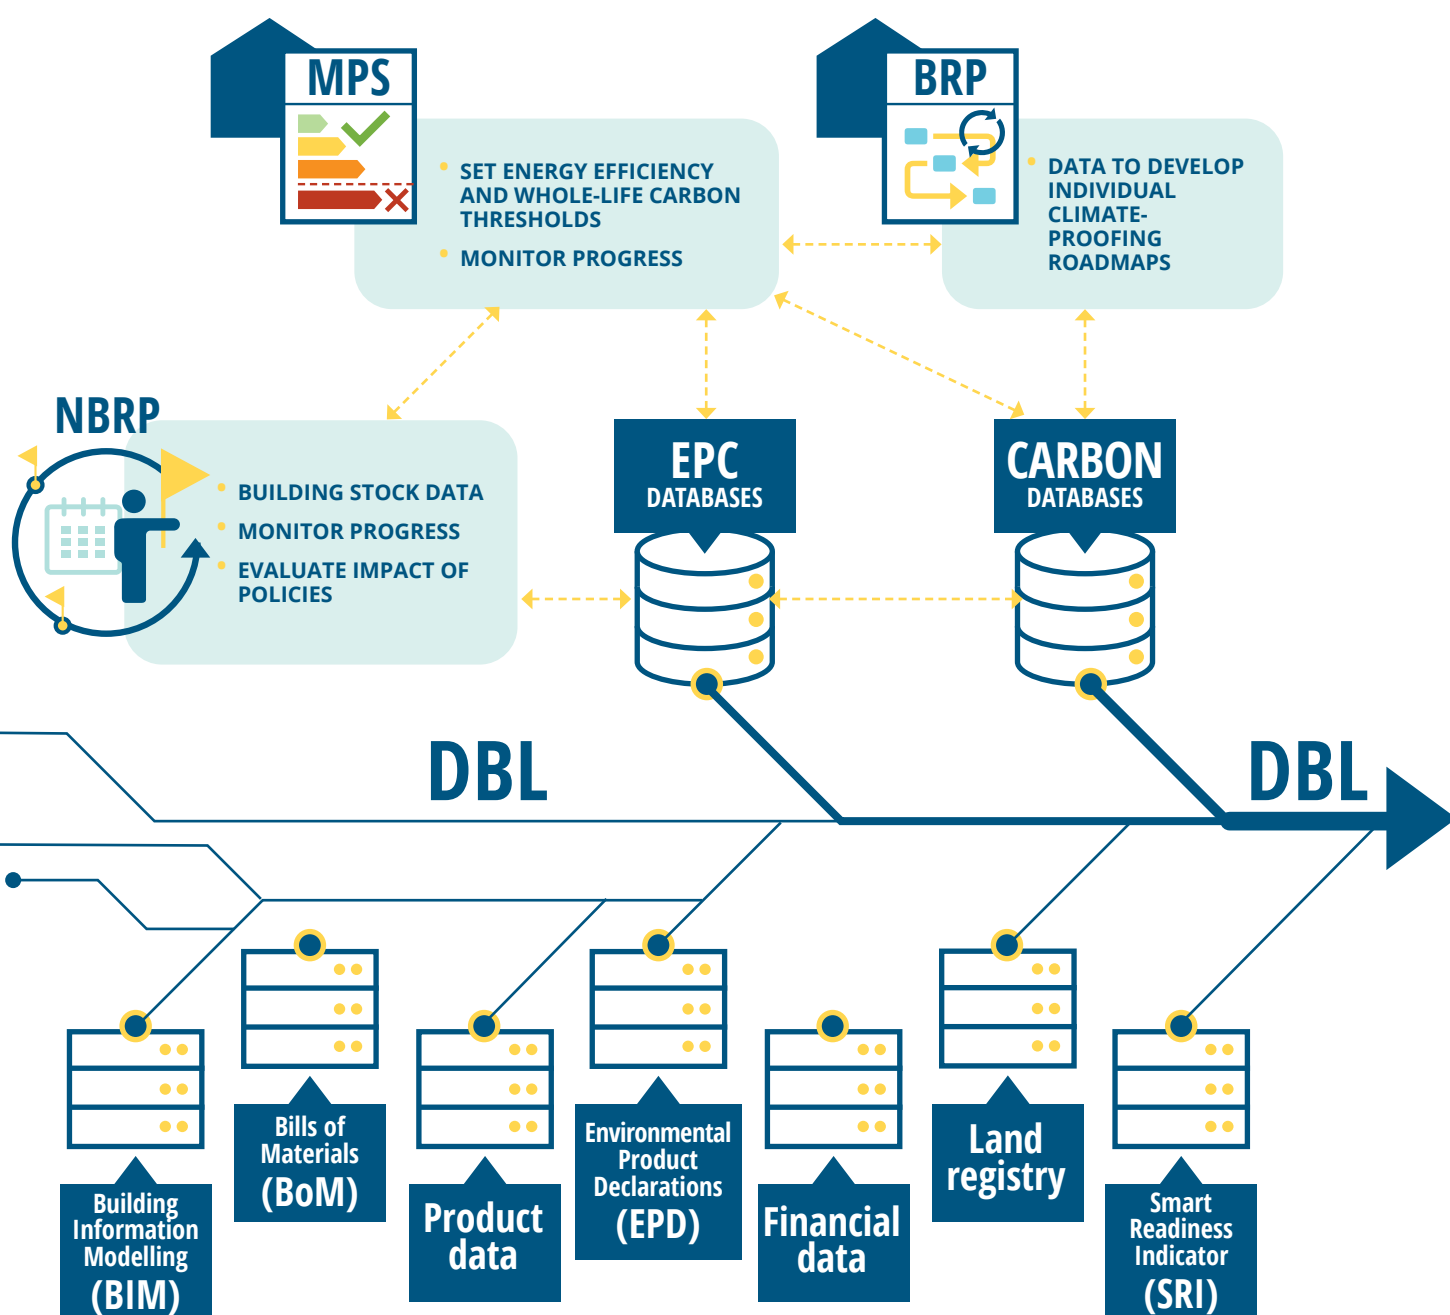 MPS
SET ENERGY EFFICIENCY
AND WHOLE-LIFE CARBON
THRESHOLDS
MONITOR PROGRESS
BRP
DATA TO DEVELOP
INDIVIDUAL
CLIMATE-
PROOFING
ROADMAPS
NBRP
BUILDING STOCK DATA
MONITOR PROGRESS
EVALUATE IMPACT OF
POLICIES
EPC
DATABASES
CARBON
DATABASES
DBL
DBL
Building
Information
Modelling
(BIM)
Bills of
Materials
(BoM)
Product
data
Environmental
Product
Declarations
(EPD)
Financial
data
Land
registry
Smart
Readiness
Indicator
(SRI)